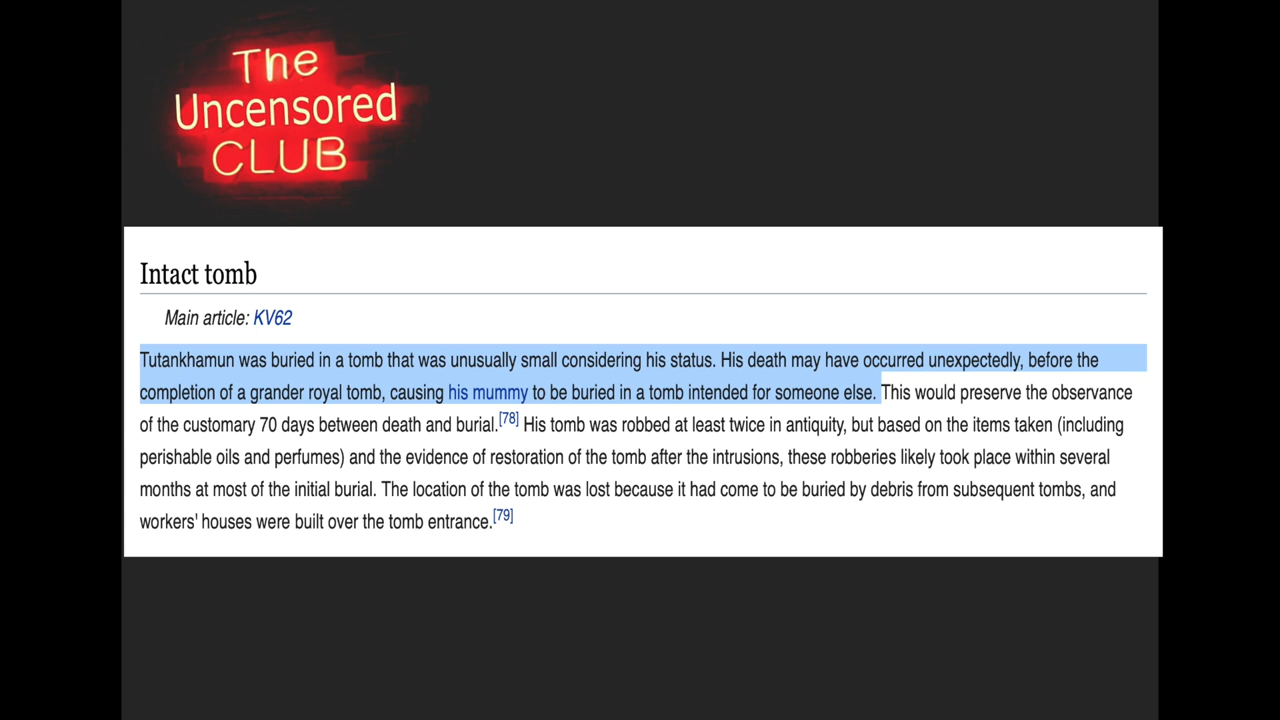 The
Uncensored
CLUB
Intact tomb
Main article: KV62
Tutankhamun was buried in a tomb that was unusually small considering his status. His death may have occurred unexpectedly, before the
completion of a grander royal tomb, causing his mummy to be buried in a tomb intended for someone else. This would preserve the observance
of the customary 70 days between death and burial.[78] His tomb was robbed at least twice in antiquity, but based on the items taken (including
perishable oils and perfumes) and the evidence of restoration of the tomb after the intrusions, these robberies likely took place within several
months at most of the initial burial. The location of the tomb was lost because it had come to be buried by debris from subsequent tombs, and
workers' houses were built over the tomb entrance.[79]